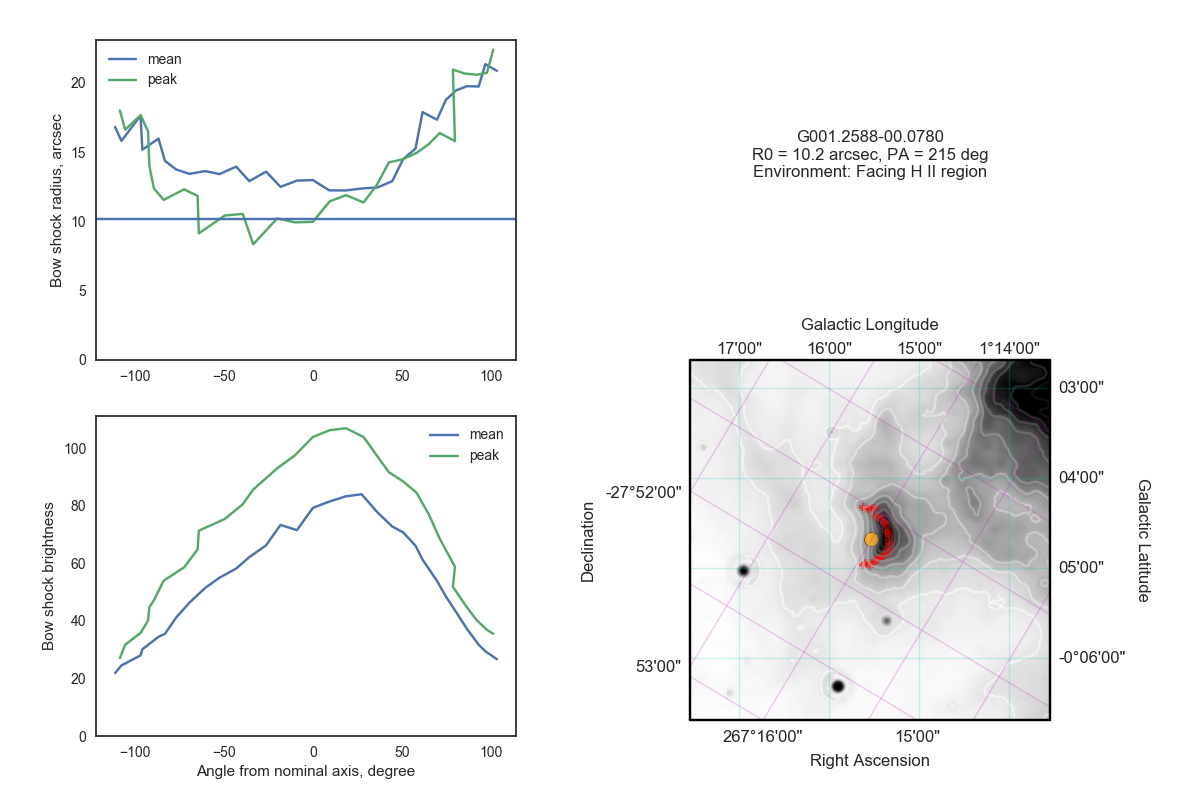 mean
peak
Bow shock radius, arcsec
20
15
10
5
0
−100
−50
0
50
100
mean
peak
Bow shock brightness
100
80
60
40
20
0
−100
−50
0
50
100
Angle from nominal axis, degree
G001.2588-00.0780
R0 = 10.2 arcsec, PA = 215 deg
Environment: Facing H II region
Galactic Longitude
17'00"
16'00"
15'00"
1°14'00"
03'00"
04'00"
05'00"
-0°06'00"
Galactic Latitude
-27°52'00"
53'00"
Declination
267°16'00"
15'00"
Right Ascension